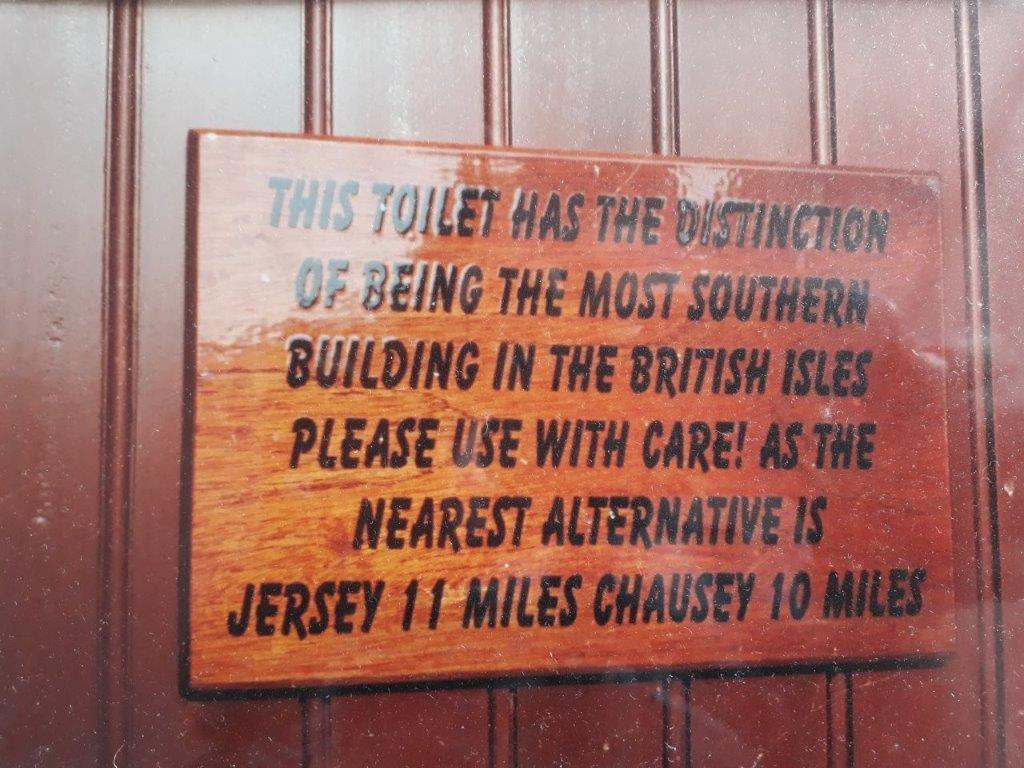 THIS TOILET HAS THE DISTINCTION
OF BEING THE MOST SOUTHERN
BUILDING IN THE BRITISH ISLES
PLEASE USE WITH CARE! AS THE
NEAREST ALTERNATIVE IS
JERSEY 11 MILES CHAUSEY 10 MILES